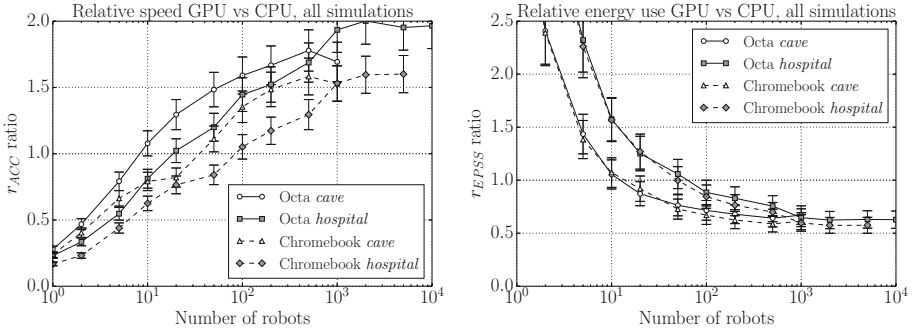 Relative speed GPU vs CPU, all simulations
2.0
1.5
1.0
0.5
0.0
r_ACC ratio
10^0 10^1 10^2 10^3 10^4
Number of robots
Octa cave
Octa hospital
Chromebook cave
Chromebook hospital
Relative energy use GPU vs CPU, all simulations
2.5
2.0
1.5
1.0
0.5
0.0
r_EPSS ratio
10^0 10^1 10^2 10^3 10^4
Number of robots
Octa cave
Octa hospital
Chromebook cave
Chromebook hospital